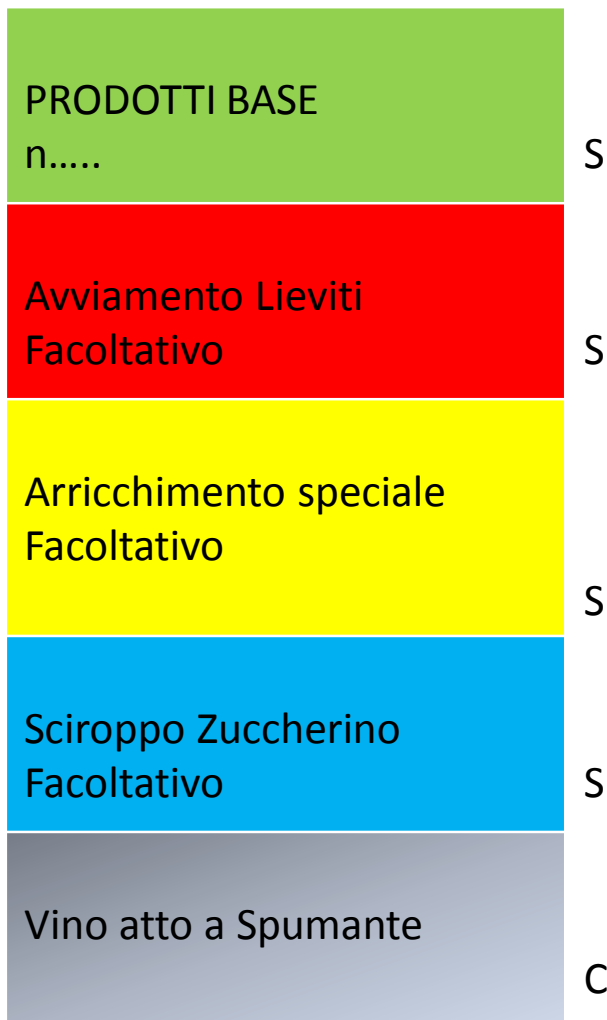 PRODOTTI BASE
n.....
S
Avviamento Lieviti
Facoltativo
S
Arricchimento speciale
Facoltativo
S
Sciroppo Zuccherino
Facoltativo
S
Vino atto a Spumante
C